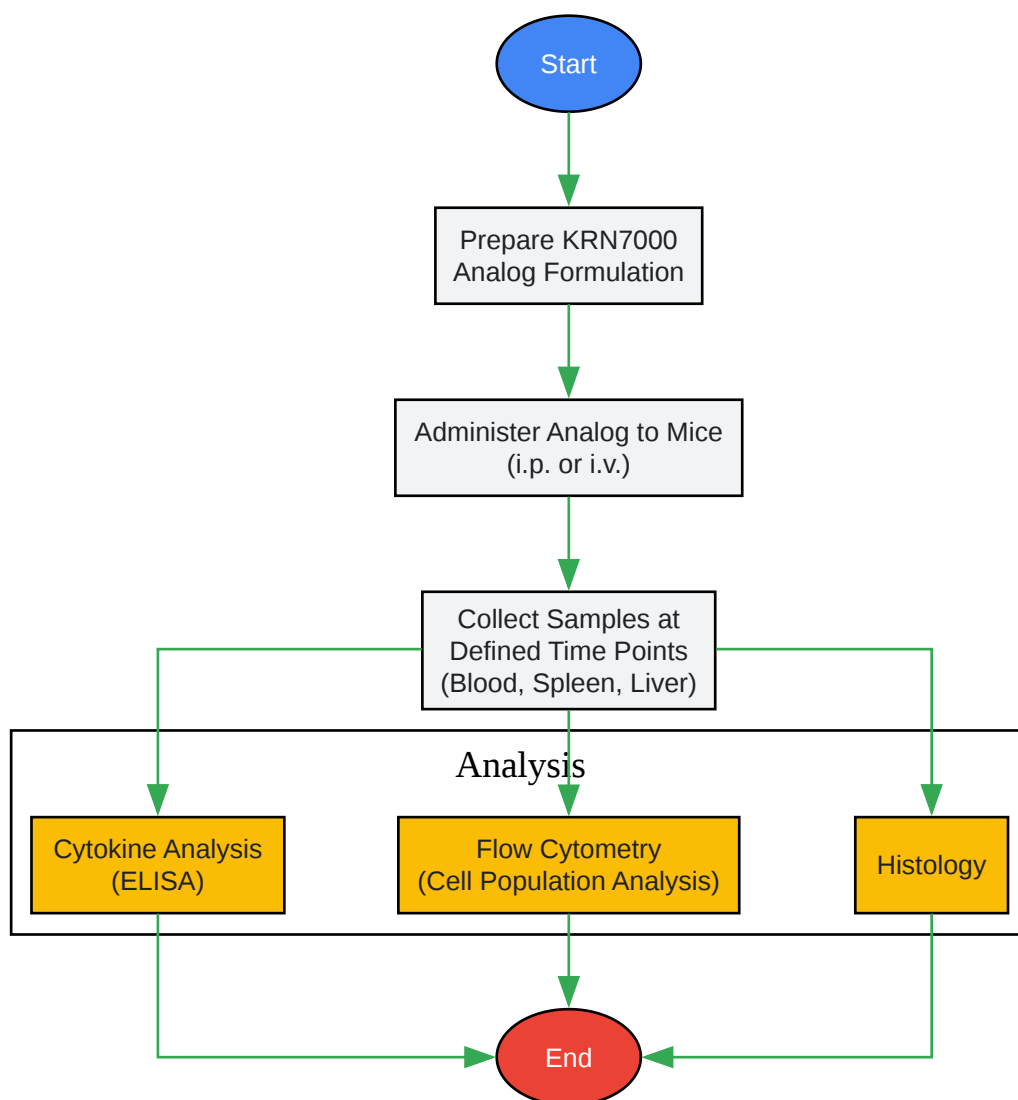 Start
Prepare KRN7000
Analog Formulation
Administer Analog to Mice
(i.p. or i.v.)
Collect Samples at
Defined Time Points
(Blood, Spleen, Liver)
Analysis
Cytokine Analysis
(ELISA)
Flow Cytometry
(Cell Population Analysis)
Histology
End